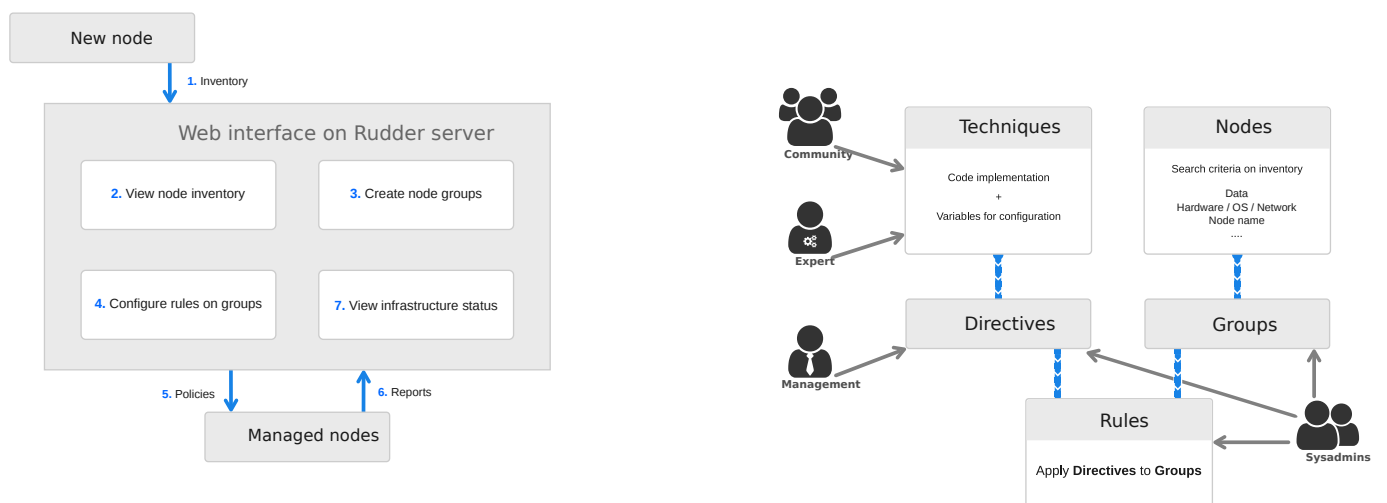 New node
1. Inventory
Web interface on Rudder server
2. View node inventory
3. Create node groups
4. Configure rules on groups
7. View infrastructure status
5. Policies
6. Reports
Managed nodes
Community
Expert
Management
Techniques
Code implementation
+
Variables for configuration
Nodes
Search criteria on inventory
Data
Hardware / OS / Network
Node name
....
Directives
Groups
Rules
Apply Directives to Groups
Sysadmins